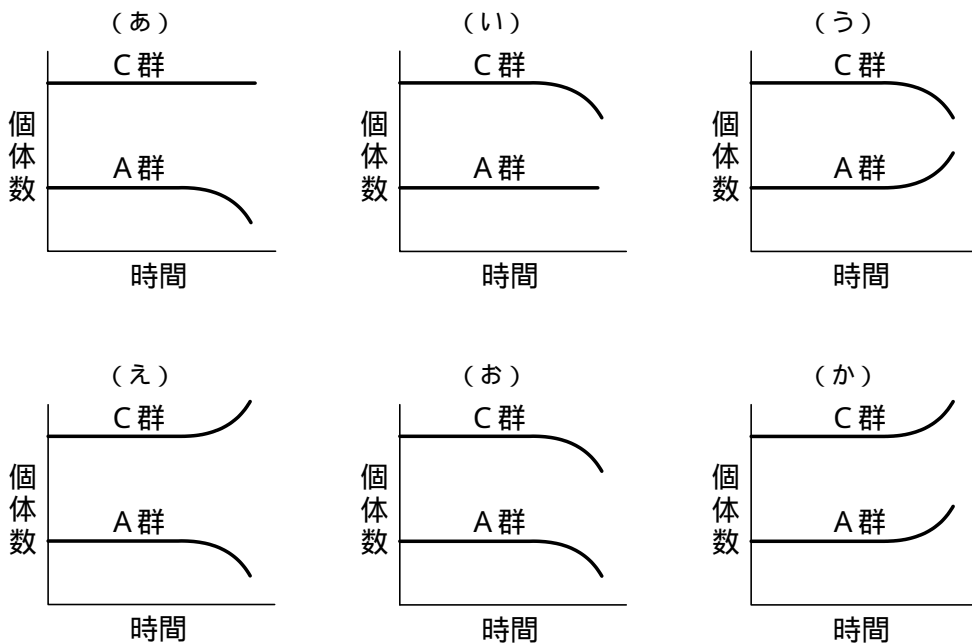 (あ)
C群
A群
個体数
時間
(い)
C群
A群
個体数
時間
(う)
C群
A群
個体数
時間
(え)
C群
A群
個体数
時間
(お)
C群
A群
個体数
時間
(か)
C群
A群
個体数
時間